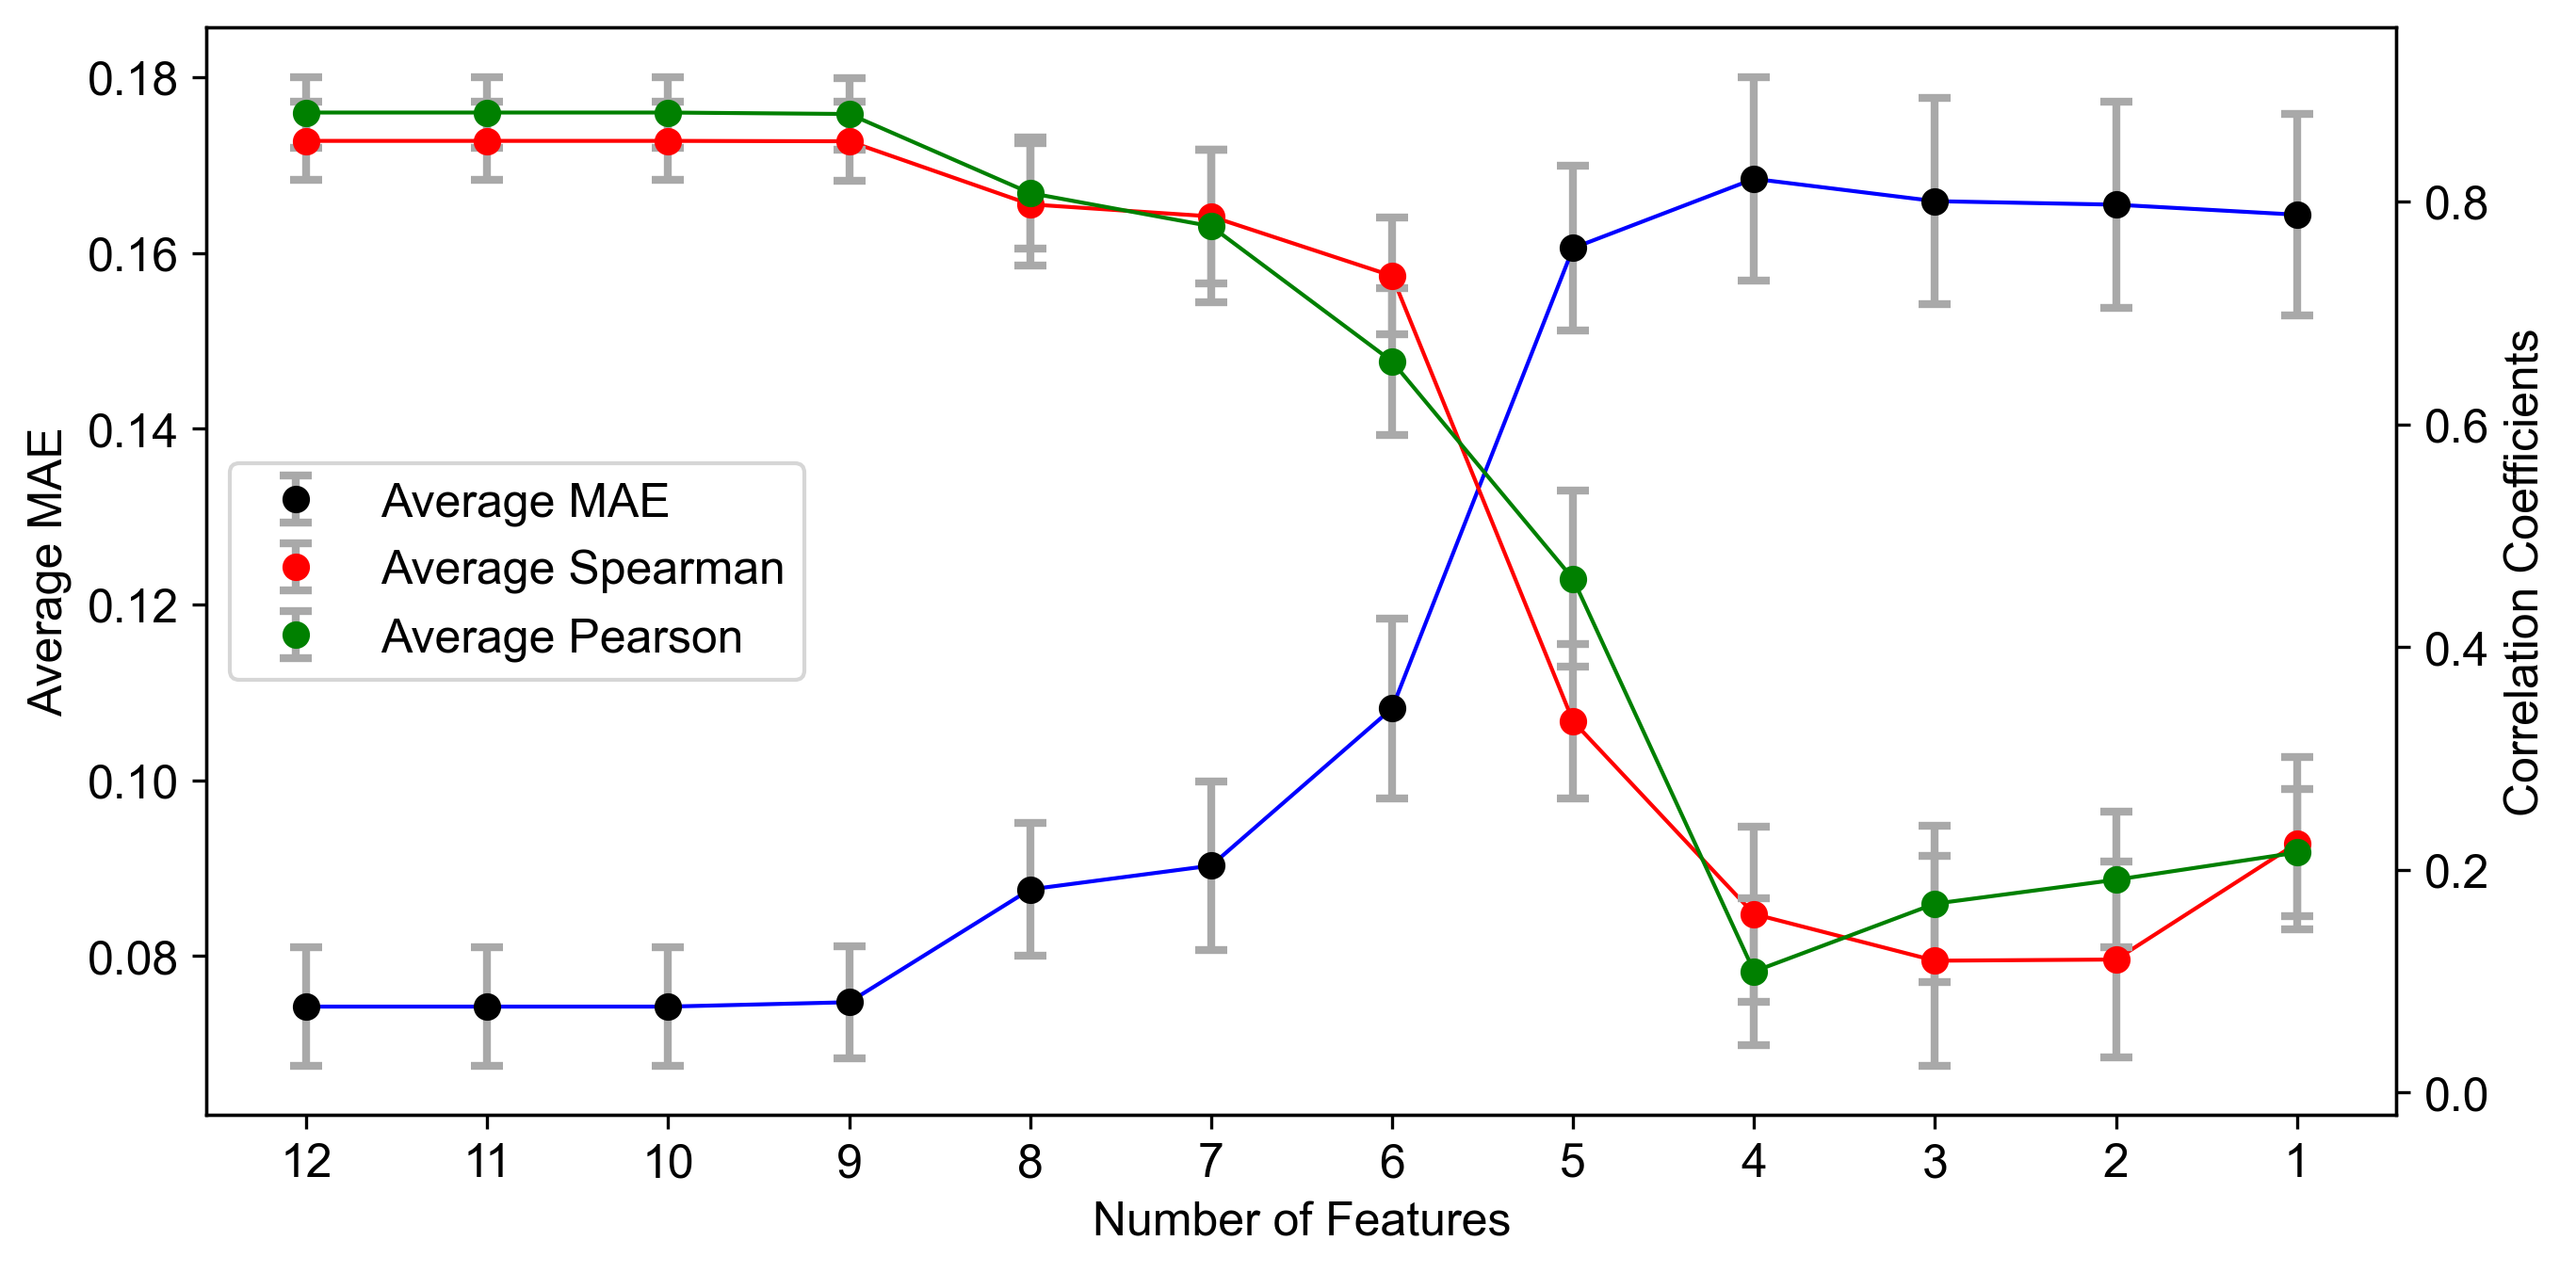 0.18
0.16
0.14
0.12
0.10
0.08
Average MAE
Average MAE
Average Spearman
Average Pearson
0.8
0.6
0.4
0.2
0.0
Correlation Coefficients
12 11 10 9 8 7 6 5 4 3 2 1
Number of Features